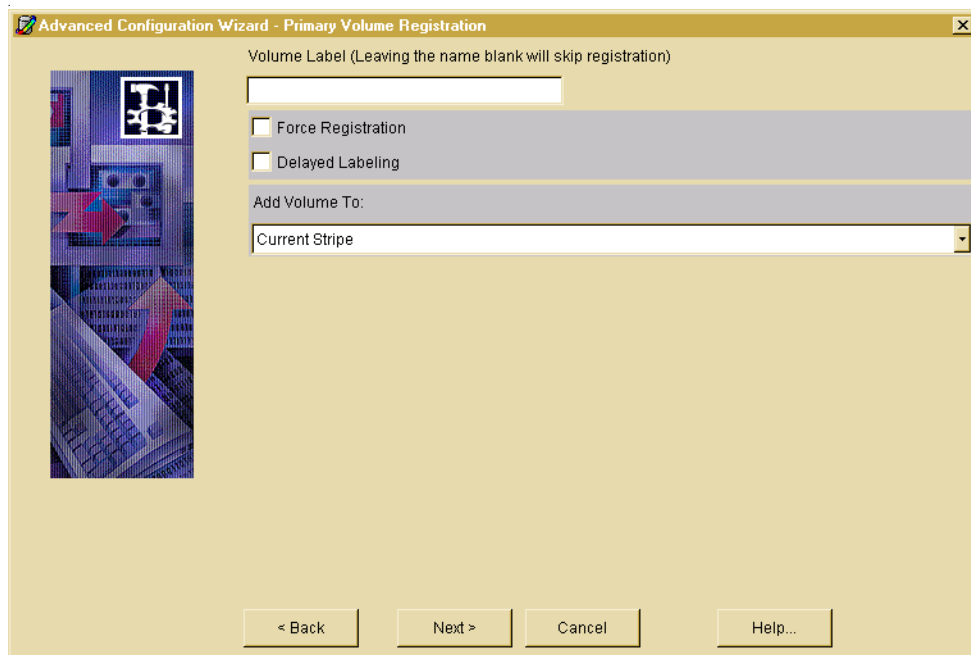 Advanced Configuration Wizard - Primary Volume Registration
Volume Label (Leaving the name blank will skip registration)
Force Registration
Delayed Labeling
Add Volume To:
Current Stripe
< Back
Next >
Cancel
Help...